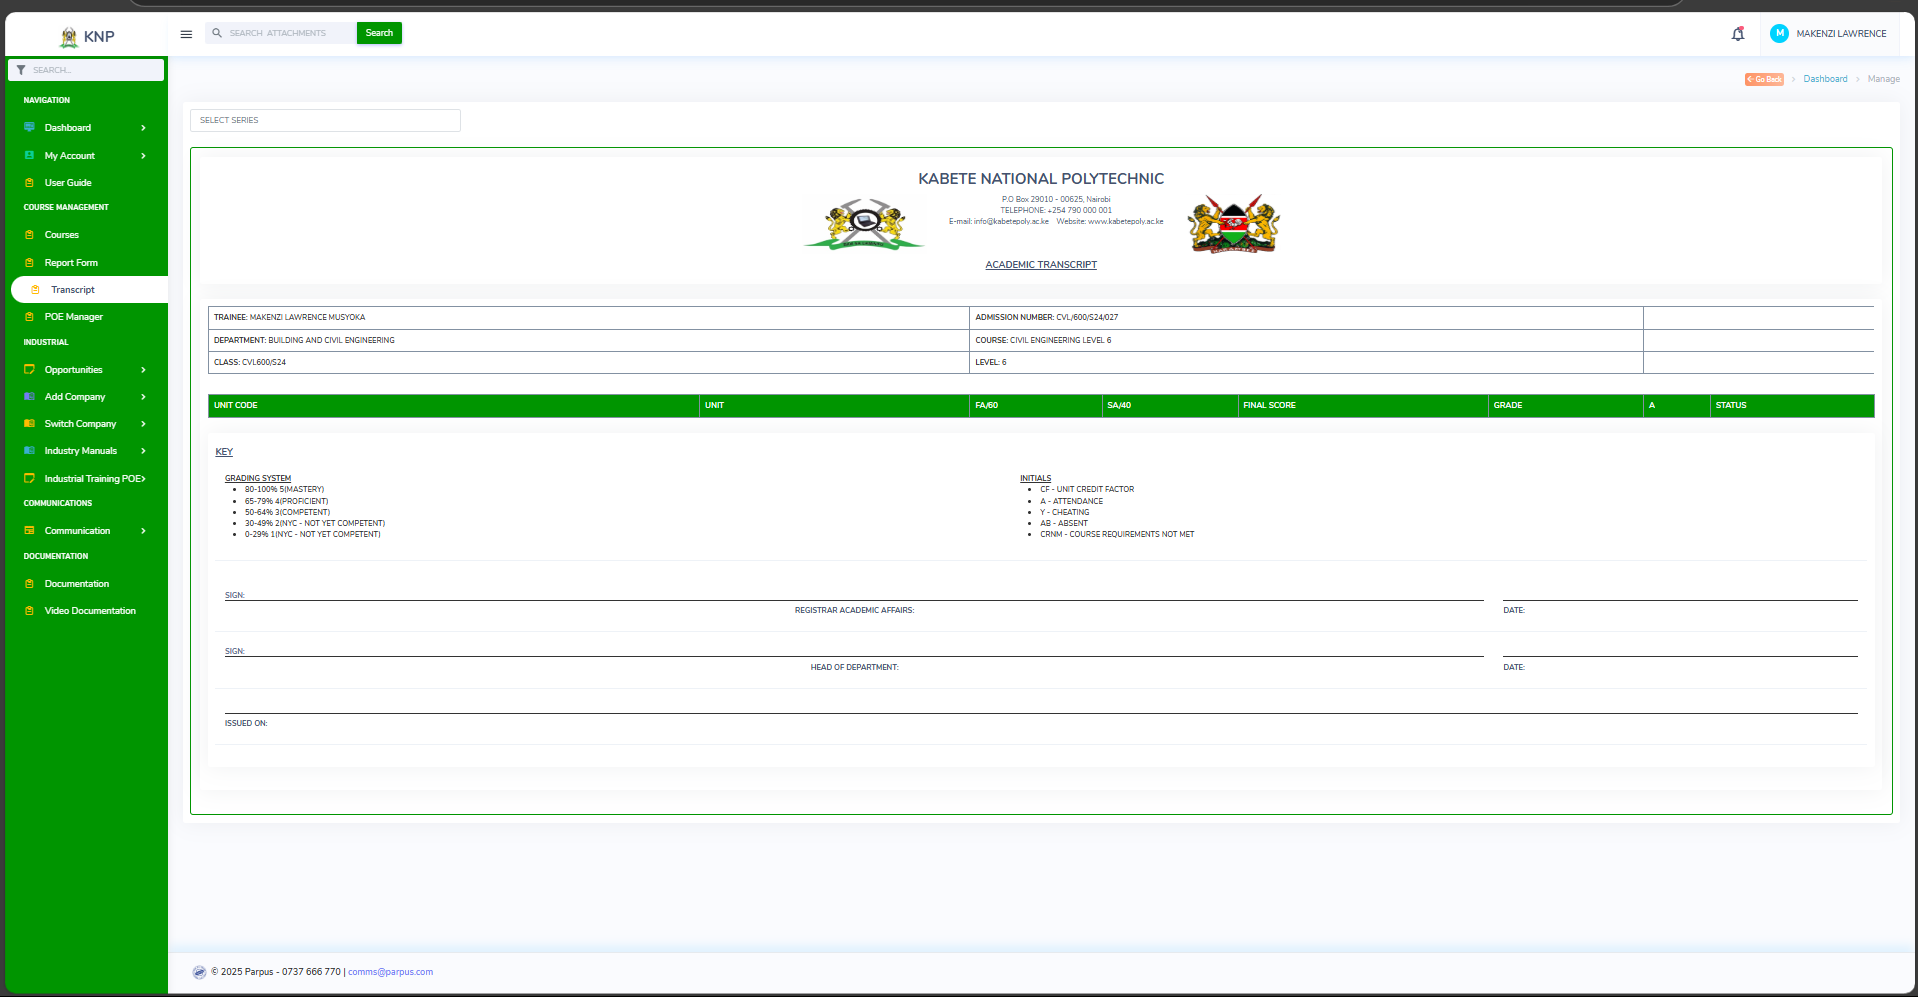 KNP
SEARCH ATTACHMENTS
Search
M
MAKENZI LAWRENCE
SEARCH...
Go Back
Dashboard
Manage
NAVIGATION
Dashboard
My Account
User Guide
COURSE MANAGEMENT
Courses
Report Form
Transcript
POE Manager
INDUSTRIAL
Opportunities
Add Company
Switch Company
Industry Manuals
Industrial Training POE
COMMUNICATIONS
Communication
DOCUMENTATION
Documentation
Video Documentation
SELECT SERIES
KABETE NATIONAL POLYTECHNIC
P.O Box 29010 - 00625, Nairobi
TELEPHONE: +254 790 000 001
E-mail: info@kabetepoly.ac.ke Website: www.kabetepoly.ac.ke
ACADEMIC TRANSCRIPT
TRAINEE: MAKENZI LAWRENCE MUSYOKA
ADMISSION NUMBER: CVL/600/S24/027
DEPARTMENT: BUILDING AND CIVIL ENGINEERING
COURSE: CIVIL ENGINEERING LEVEL 6
CLASS: CVL600/S24
LEVEL: 6
UNIT CODE UNIT FA/60 SA/40 FINAL SCORE GRADE A STATUS
KEY
GRADING SYSTEM
80-100% 5(MASTERY)
65-79% 4(PROFICIENT)
50-64% 3(COMPETENT)
30-49% 2(NYC - NOT YET COMPETENT)
0-29% 1(NYC - NOT YET COMPETENT)
INITIALS
CF - UNIT CREDIT FACTOR
A - ATTENDANCE
Y - CHEATING
AB - ABSENT
CRNM - COURSE REQUIREMENTS NOT MET
SIGN:
REGISTRAR ACADEMIC AFFAIRS:
DATE:
SIGN:
HEAD OF DEPARTMENT:
DATE:
ISSUED ON:
© 2025 Parpus - 0737 666 770 | comms@parpus.com